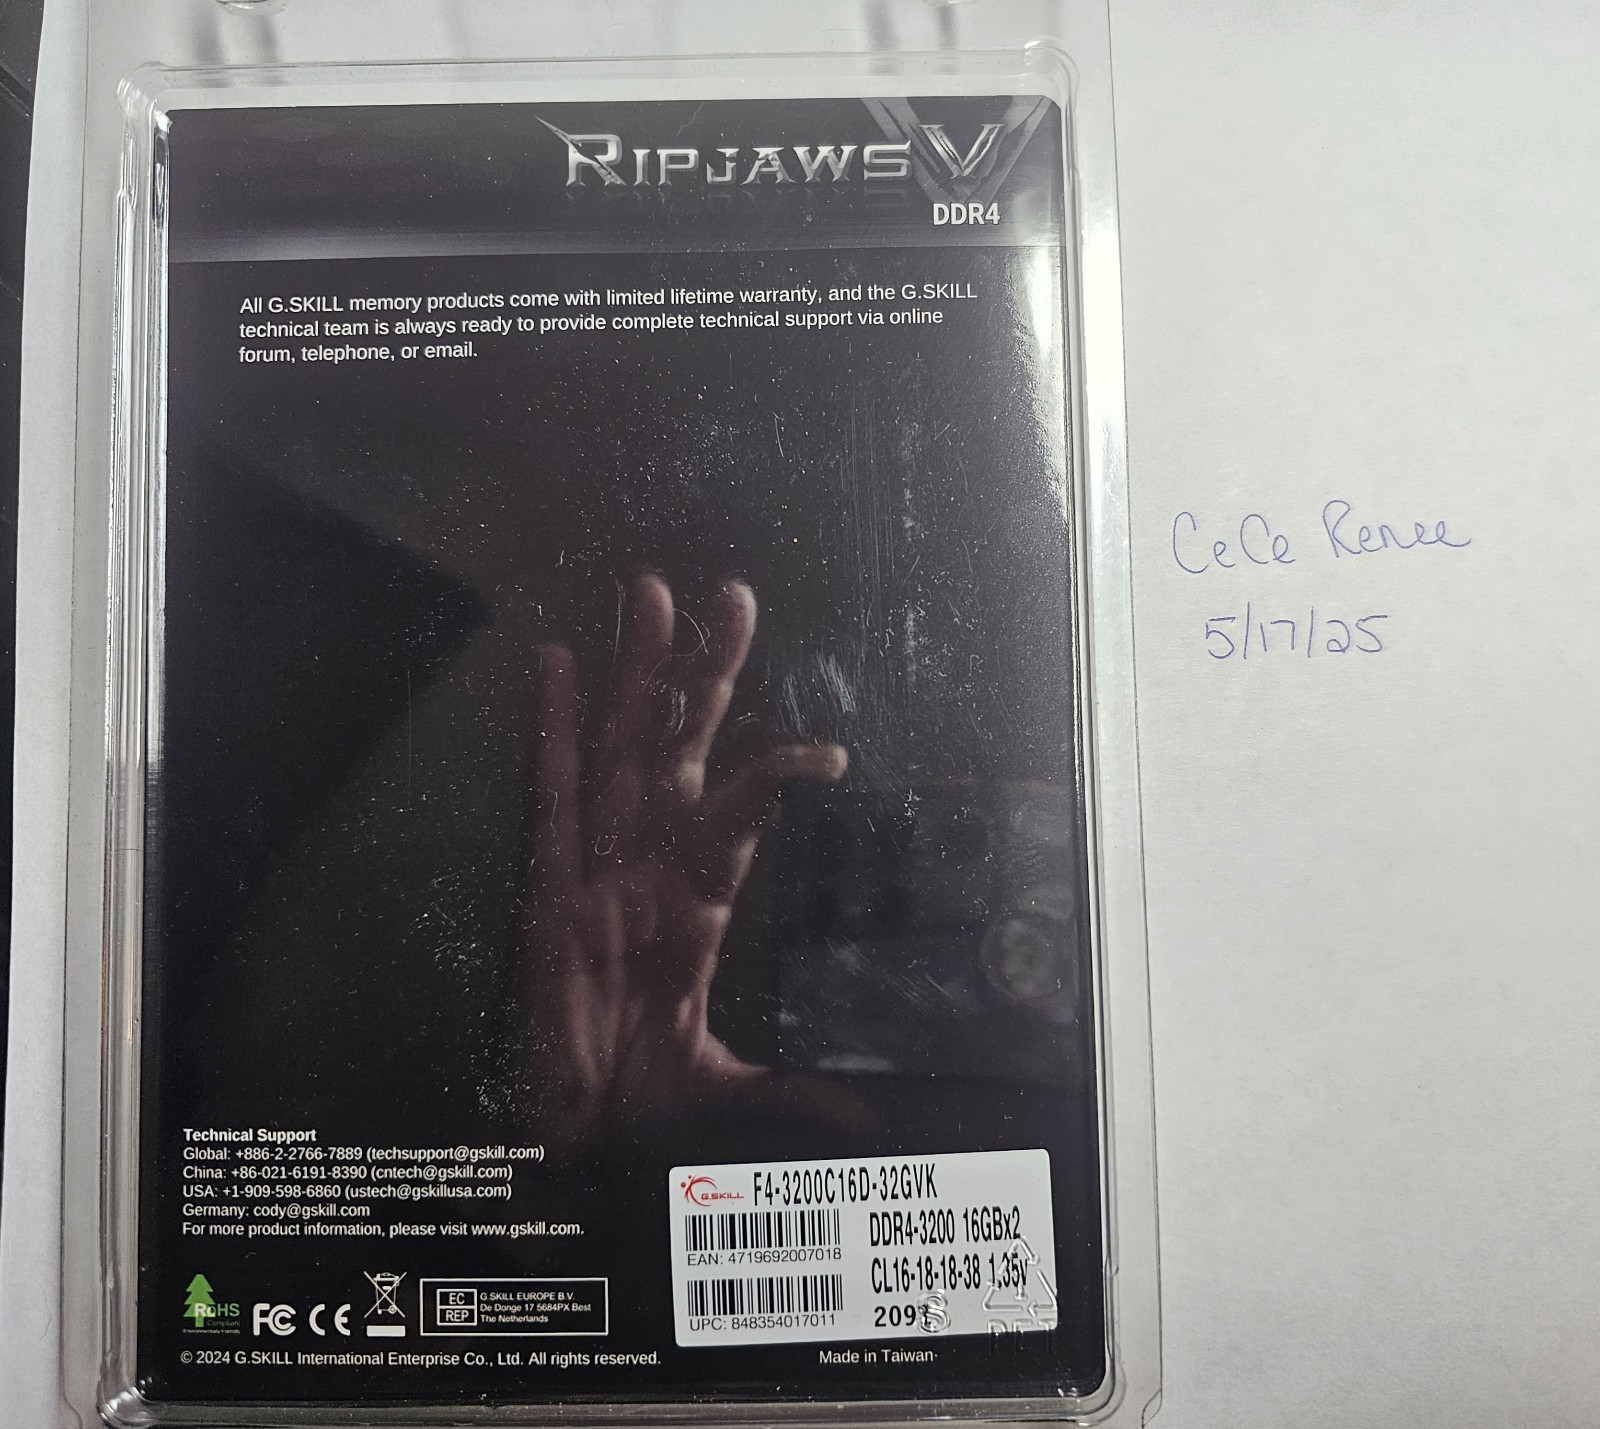 RIPJAWS V
DDR4
All G.SKILL memory products come with limited lifetime warranty, and the G.SKILL
technical team is always ready to provide complete technical support via online
forum, telephone, or email.
CeCe Renee
5/17/25
Technical Support
Global: +886-2-2766-7889 (techsupport@gskill.com)
China: +86-021-6191-8390 (cntech@gskill.com)
USA: +1-909-598-6860 (ustech@gskillusa.com)
Germany: cody@gskill.com
For more product information, please visit www.gskill.com.
RoHS
Compliant
Environmentally Friendly
FC CE
EC
REP
G.SKILL EUROPE B.V.
De Donge 17 5684PX Best
The Netherlands
© 2024 G.SKILL International Enterprise Co., Ltd. All rights reserved.
G.SKILL F4-3200C16D-32GVK
DDR4-3200 16GBx2
EAN: 4719692007018
CL16-18-18-38 1.35v
UPC: 848354017011
PET
Made in Taiwan